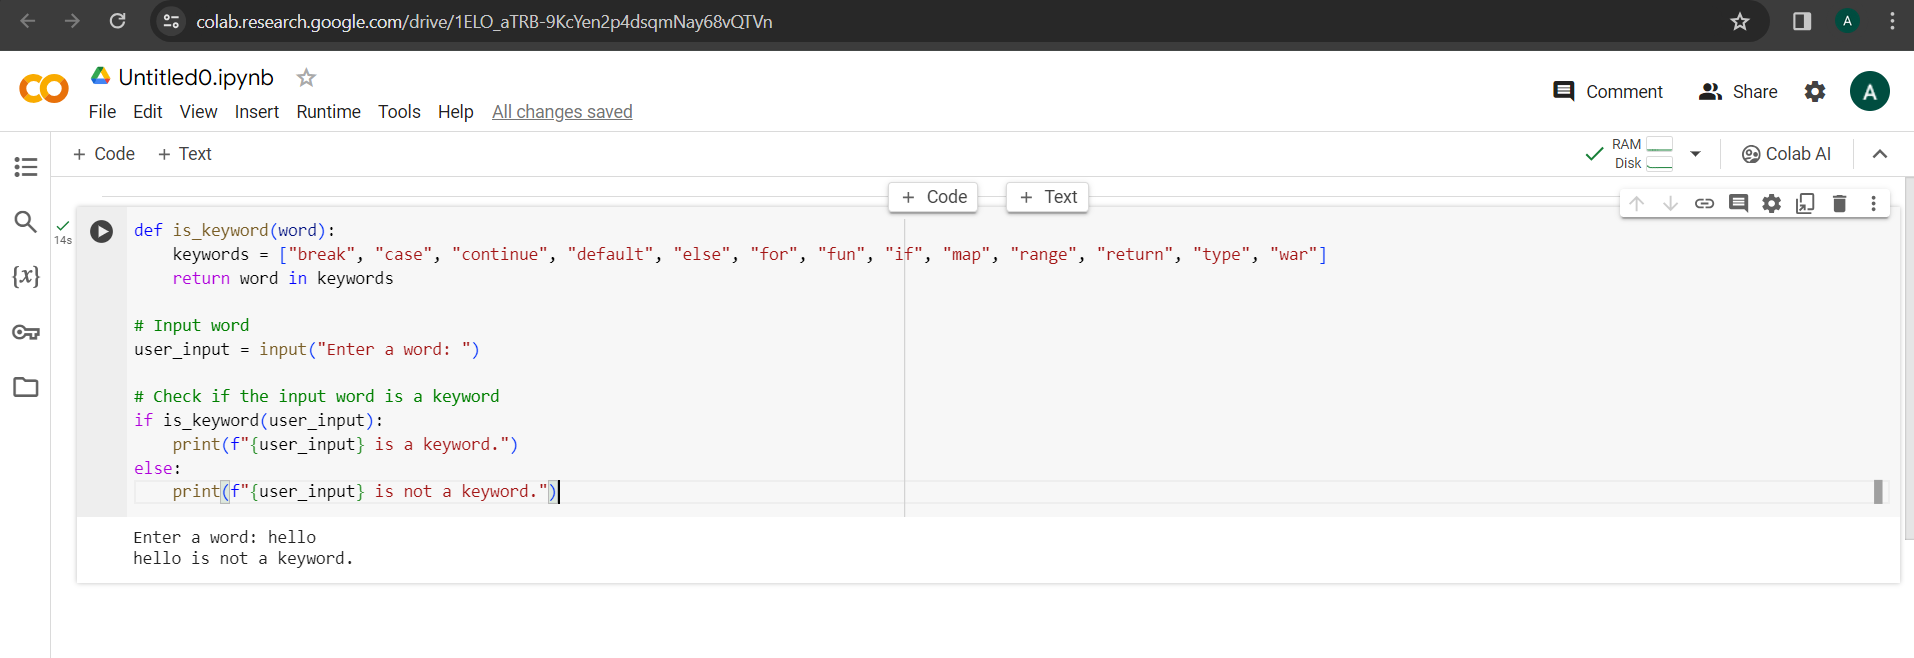 colab.research.google.com/drive/1ELO_aTRB-9KcYen2p4dsqmNay68vQTVn
A
Untitled0.ipynb
Comment
Share
A
File Edit View Insert Runtime Tools Help All changes saved
+ Code + Text
RAM
Disk
Colab AI
+ Code + Text
14s
def is_keyword(word):
    keywords = ["break", "case", "continue", "default", "else", "for", "fun", "if", "map", "range", "return", "type", "war"]
    return word in keywords
# Input word
user_input = input("Enter a word: ")
# Check if the input word is a keyword
if is_keyword(user_input):
    print(f"{user_input} is a keyword.")
else:
    print(f"{user_input} is not a keyword.")
Enter a word: hello
hello is not a keyword.
{x}